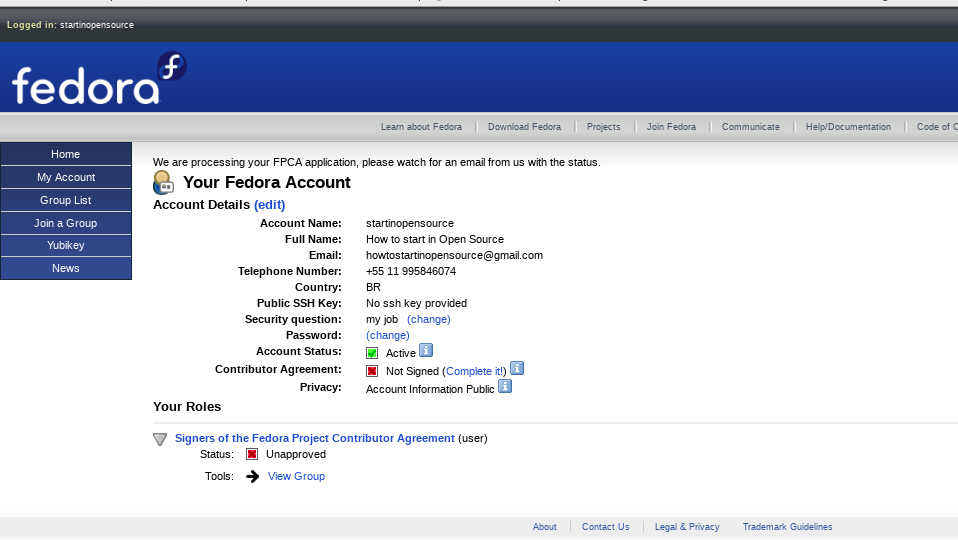 Logged in: startinopensource
fedora
Learn about Fedora Download Fedora Projects Join Fedora Communicate Help/Documentation Code of
Home
My Account
Group List
Join a Group
Yubikey
News
We are processing your FPCA application, please watch for an email from us with the status.
Your Fedora Account
Account Details (edit)
Account Name: startinopensource
Full Name: How to start in Open Source
Email: howtostartinopensource@gmail.com
Telephone Number: +55 11 995846074
Country: BR
Public SSH Key: No ssh key provided
Security question: my job (change)
Password: (change)
Account Status: Active
Contributor Agreement: Not Signed (Complete it!)
Privacy: Account Information Public
Your Roles
Signers of the Fedora Project Contributor Agreement (user)
Status: Unapproved
Tools: View Group
About Contact Us Legal & Privacy Trademark Guidelines